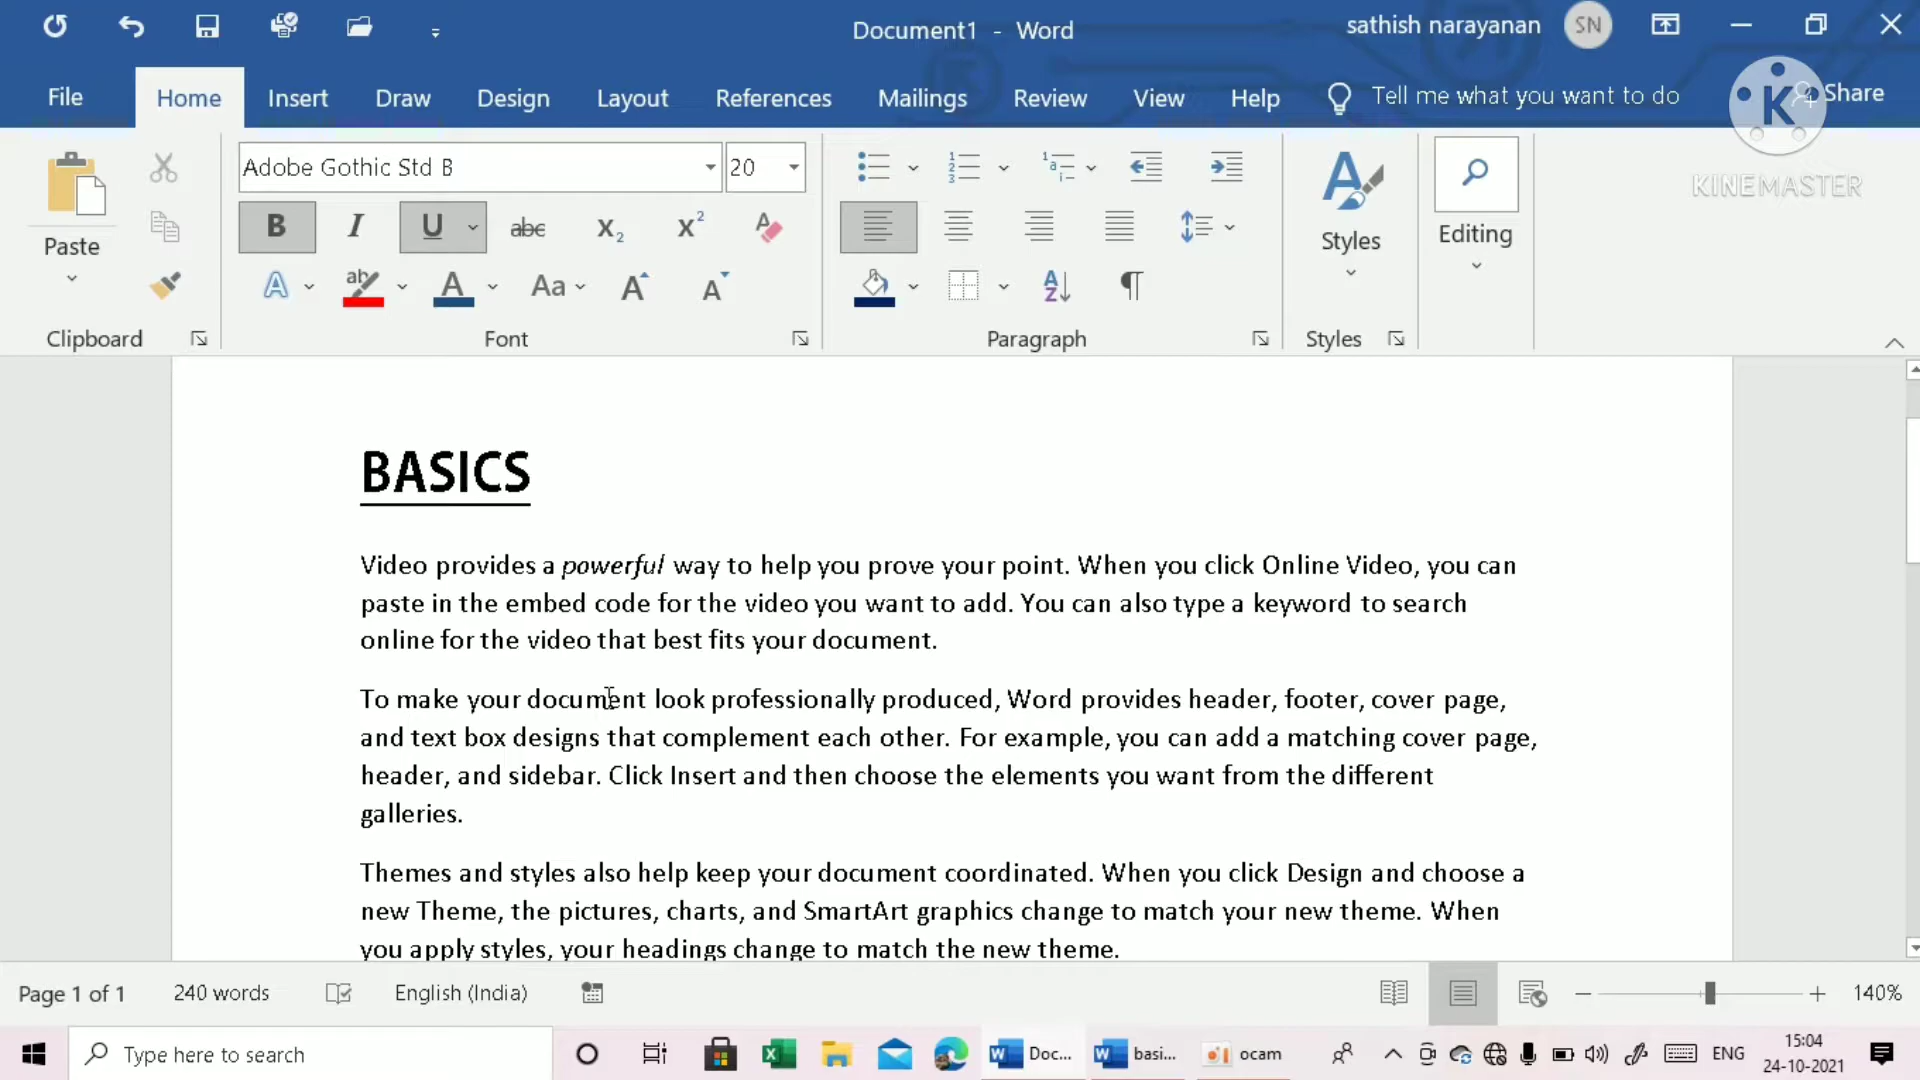 Document1 - Word
sathish narayanan
SN
File
Home
Insert
Draw
Design
Layout
References
Mailings
Review
View
Help
Tell me what you want to do
K
Share
KINEMASTER
Paste
Clipboard
Adobe Gothic Std B
20
B I U abc X₂ X²
A ab A Aa A A
Font
Paragraph
Styles
Styles
Editing
BASICS
Video provides a powerful way to help you prove your point. When you click Online Video, you can
paste in the embed code for the video you want to add. You can also type a keyword to search
online for the video that best fits your document.
To make your document look professionally produced, Word provides header, footer, cover page,
and text box designs that complement each other. For example, you can add a matching cover page,
header, and sidebar. Click Insert and then choose the elements you want from the different
galleries.
Themes and styles also help keep your document coordinated. When you click Design and choose a
new Theme, the pictures, charts, and SmartArt graphics change to match your new theme. When
you apply styles, your headings change to match the new theme.
Page 1 of 1
240 words
English (India)
140%
Type here to search
Doc...
basi...
ocam
ENG
15:04
24-10-2021